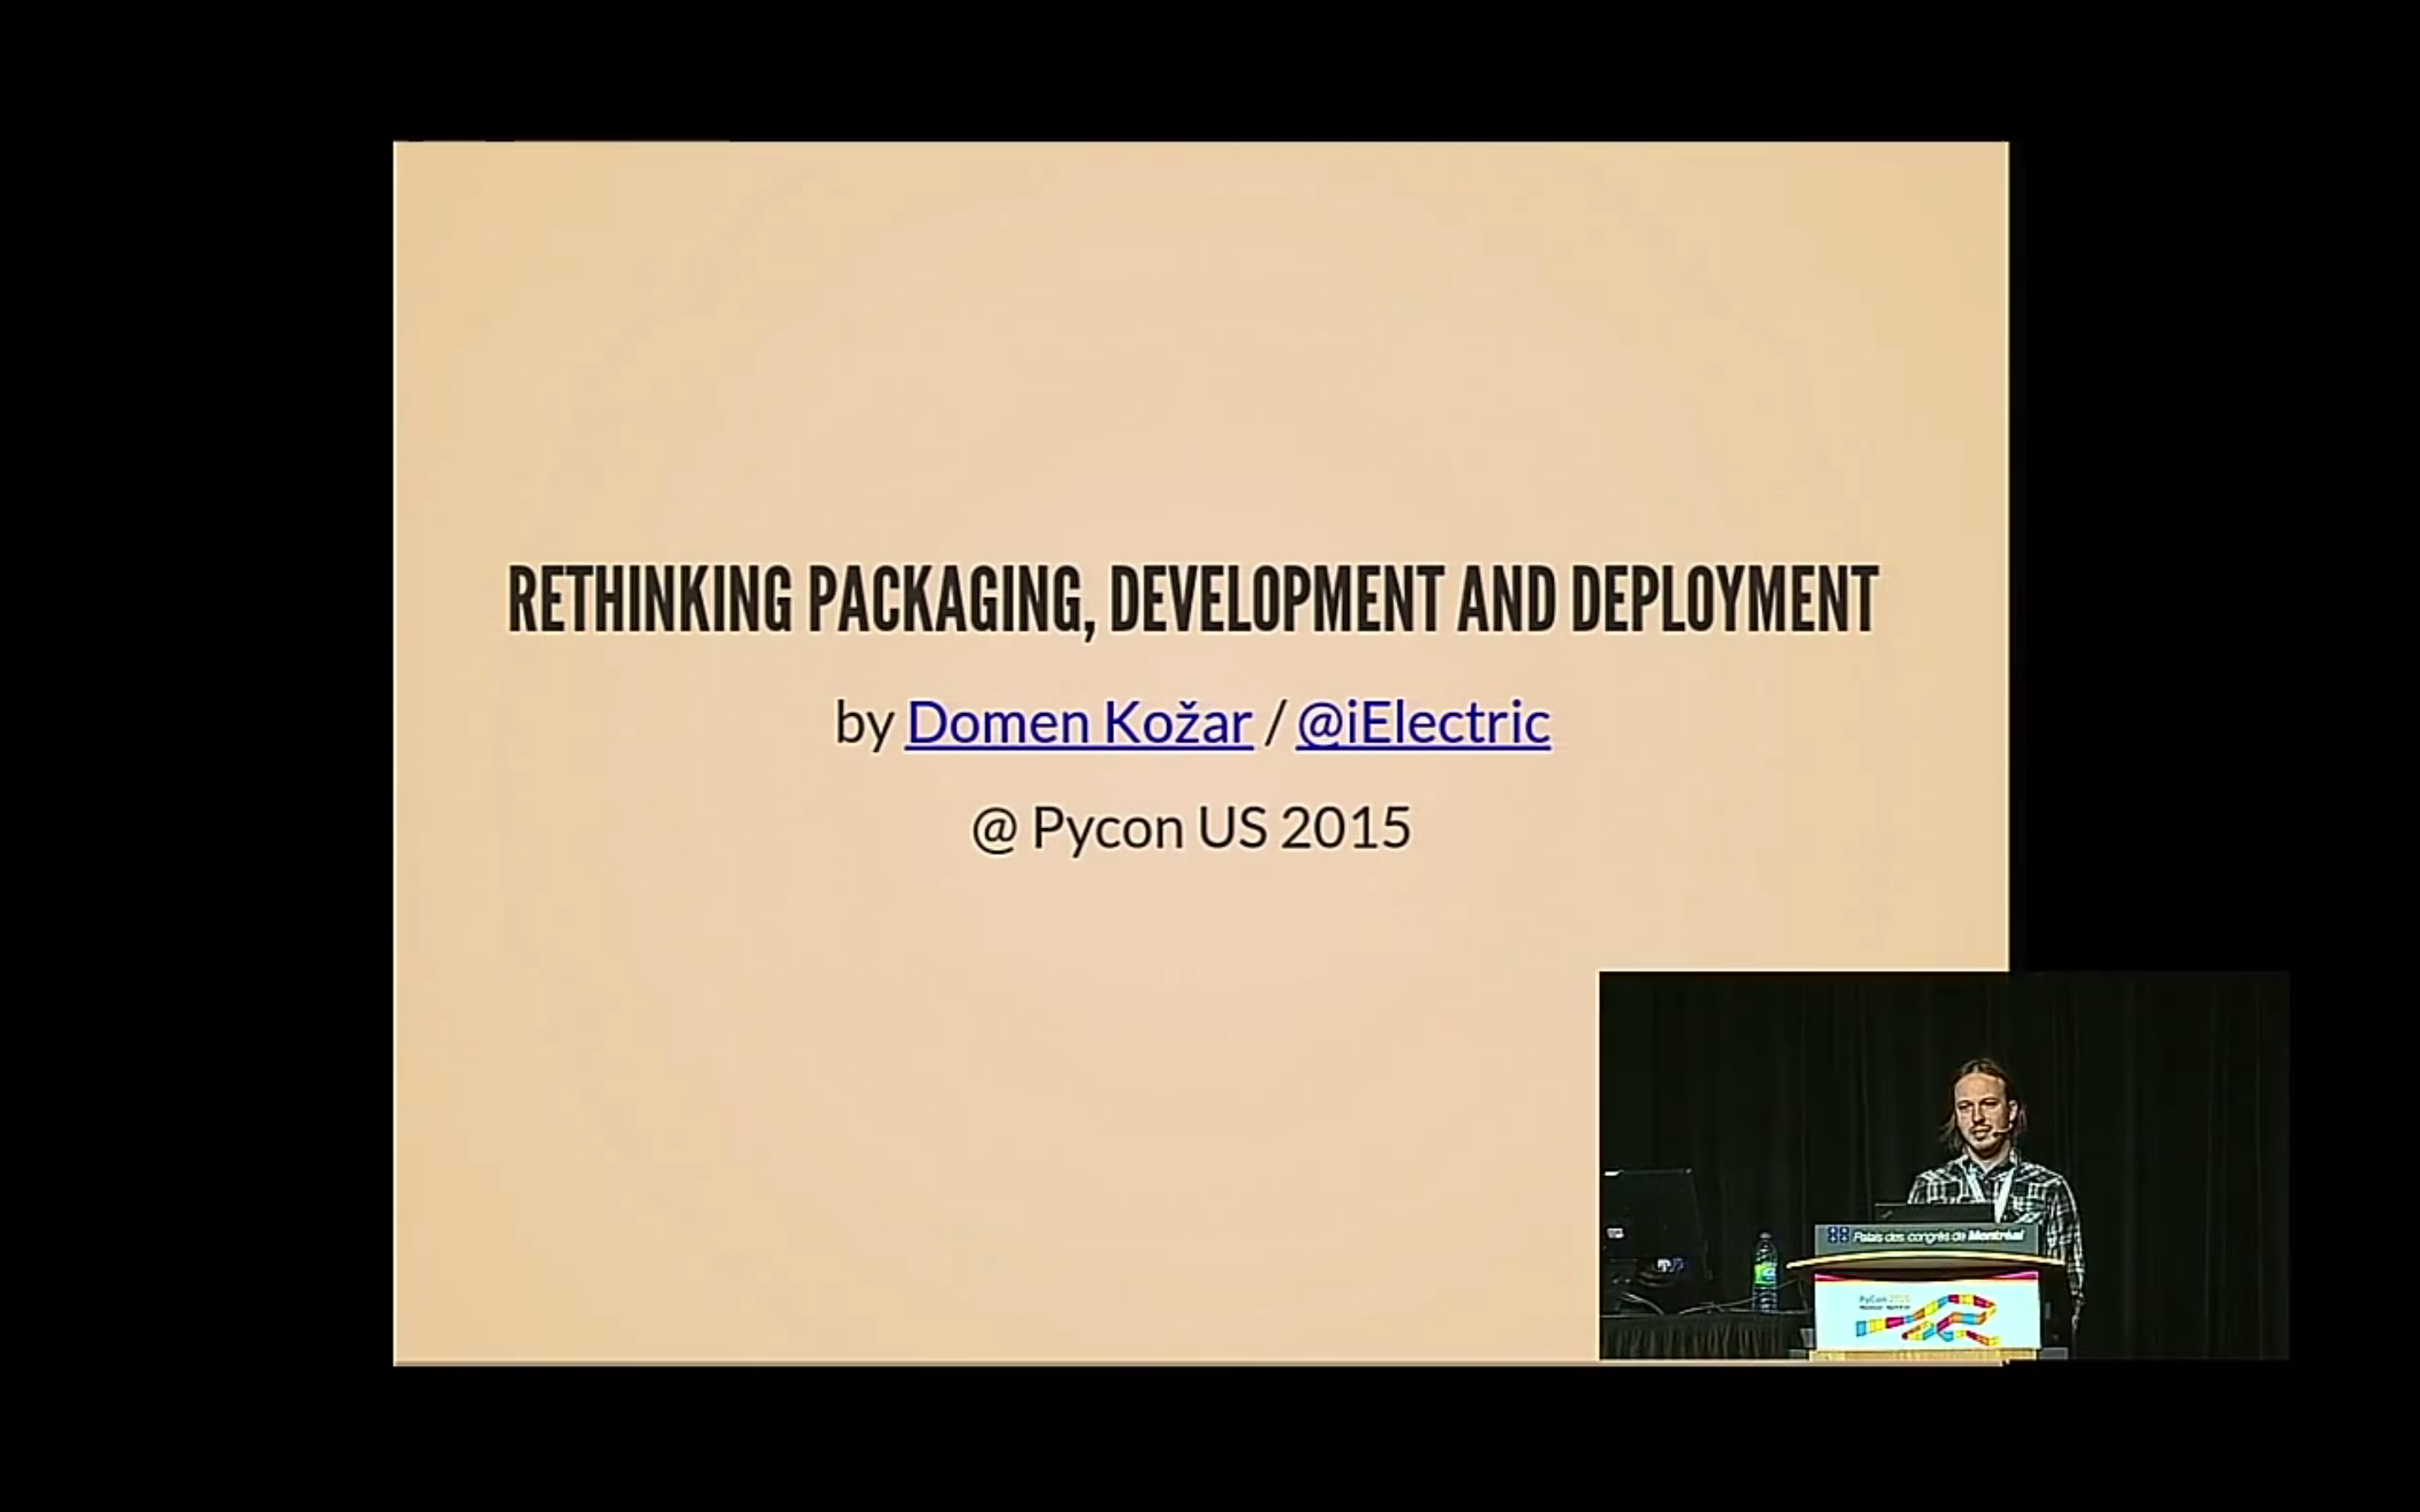 RETHINKING PACKAGING, DEVELOPMENT AND DEPLOYMENT
by Domen Kožar / @iElectric
@ Pycon US 2015
Palais des congrès de Montréal
PyCon 2015